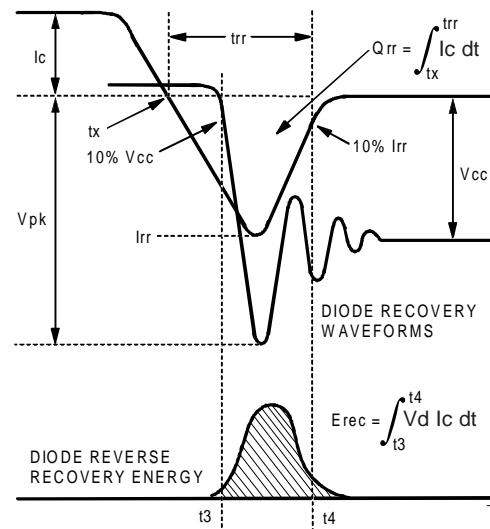 trr
Ic
trr
Qrr = ∫ Ic dt
tx
tx
10% Vcc
10% Irr
Vcc
Vpk
Irr
DIODE RECOVERY
WAVEFORMS
t4
Erec = ∫ Vd Ic dt
t3
DIODE REVERSE
RECOVERY ENERGY
t3
t4